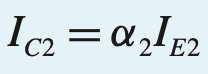 I_{C2} = α_2 I_{E2}